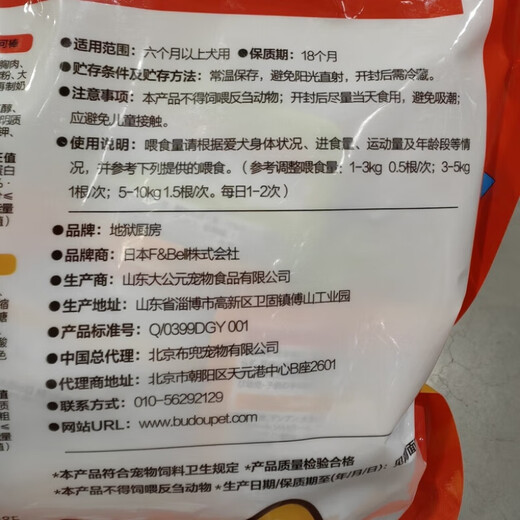 ●适用范围：六个月以上犬用 ●保质期：18个月
●贮存条件及贮存方法：常温保存，避免阳光直射，开封后需冷藏。
●注意事项：本产品不得饲喂反刍动物；开封后尽量当天食用，避免吸潮；
应避免儿童接触。
●使用说明：喂食量请根据爱犬身体状况、进食量、运动量及年龄段等情
况，并参考下列提供的喂食。（参考调整喂食量：1-3kg 0.5根/次；3-5kg
1根/次；5-10kg 1.5根/次。每日1-2次）
●品牌：地狱厨房
●品牌商：日本F&Bell株式会社
●生产商：山东大公元宠物食品有限公司
●生产地址：山东省淄博市高新区卫固镇傅山工业园
●产品标准号：Q/0399DGY 001
●中国总代理：北京布兜宠物有限公司
●代理商地址：北京市朝阳区天元港中心B座2601
●联系方式：010-56292129
●网站URL：www.budoupet.com
*本产品符合宠物饲料卫生规定 *产品质量检验合格
*本产品不得饲喂反刍动物 *生产日期/保质期至(年/月/日)：见